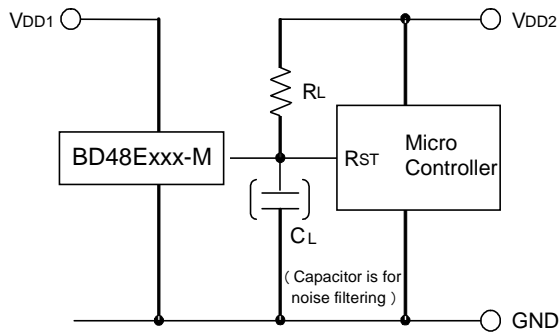 VDD1
VDD2
RL
BD48Exxx-M
RST
Micro
Controller
CL
( Capacitor is for
noise filtering )
GND